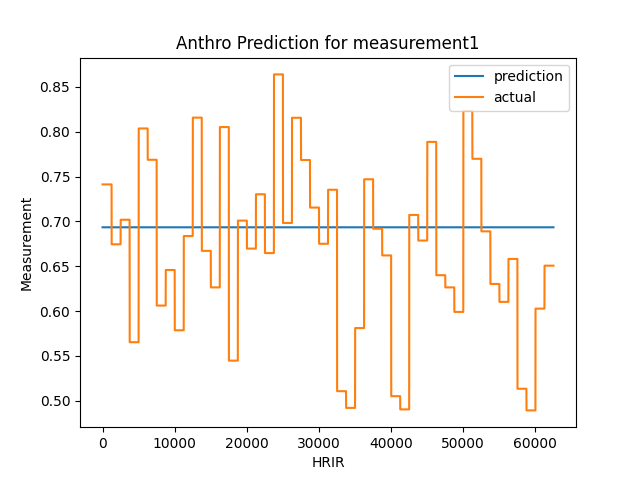 Anthro Prediction for measurement1
prediction
actual
Measurement
0.85
0.80
0.75
0.70
0.65
0.60
0.55
0.50
0 10000 20000 30000 40000 50000 60000
HRIR